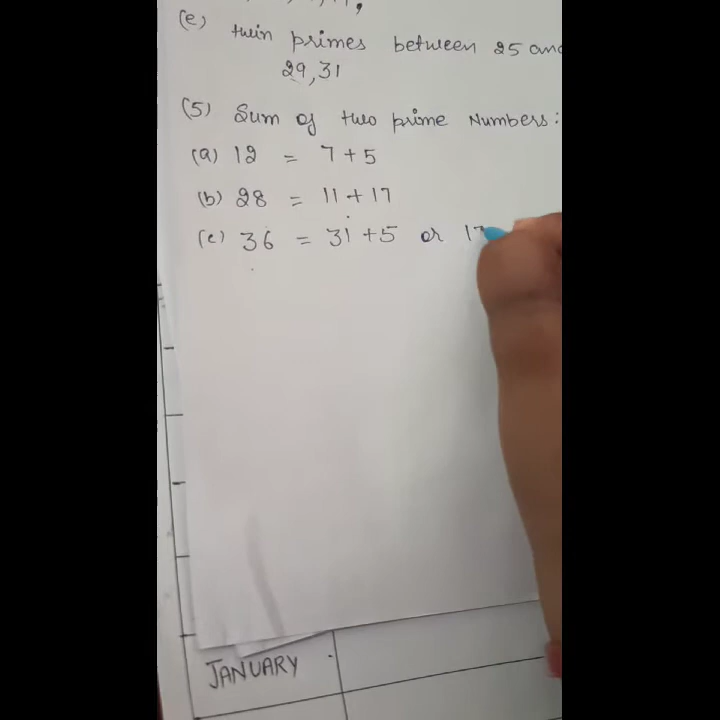 (e) twin primes between 25 and
29,31
(5) Sum of two prime Numbers:
(a) 12 = 7+5
(b) 28 = 11+17
(c) 36 = 31+5 or 17
JANUARY